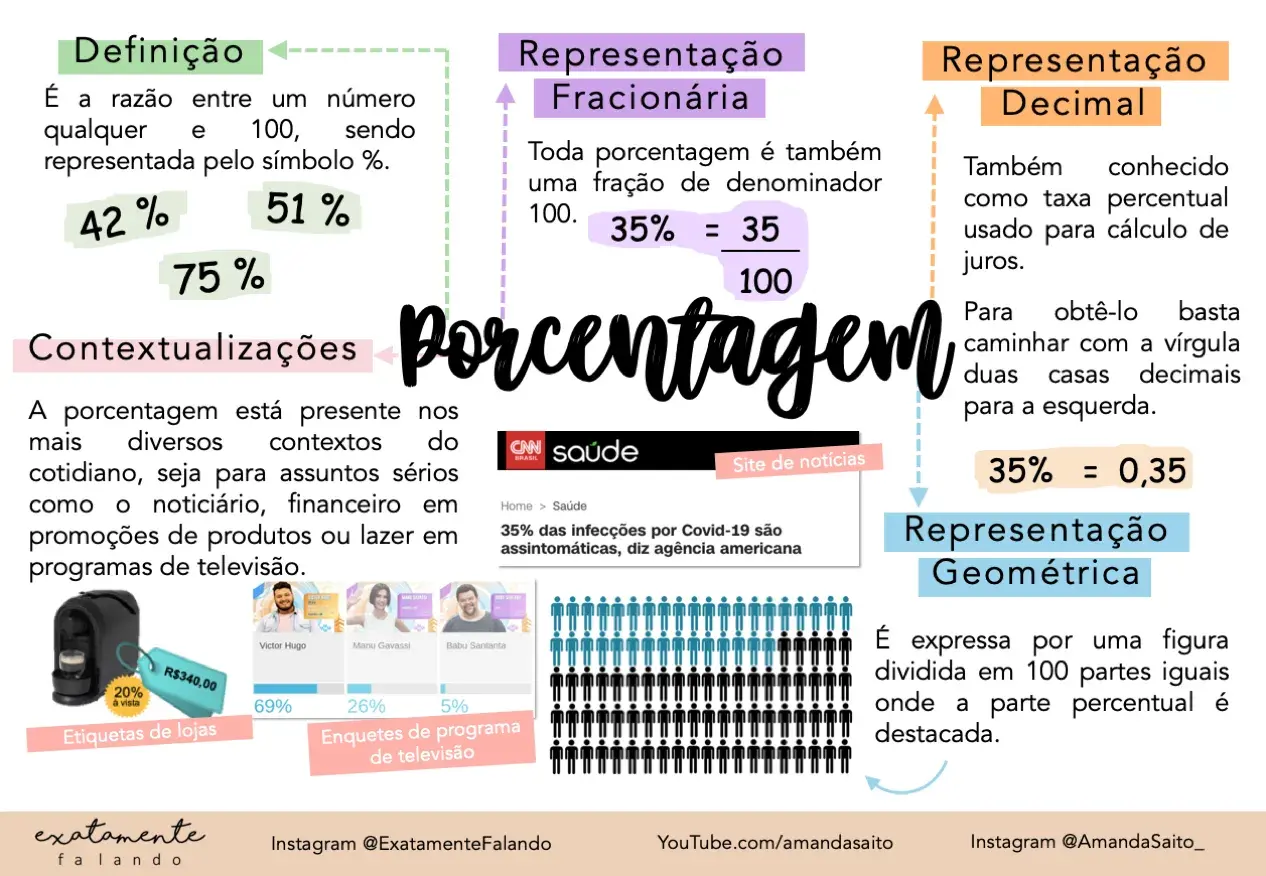 Definição
É a razão entre um número
qualquer e 100, sendo
representada pelo símbolo %.
42 %
51 %
75 %
Representação
Fracionária
Toda porcentagem é também
uma fração de denominador
100.
35% = 35
100
Representação
Decimal
Também conhecido
como taxa percentual
usado para cálculo de
juros.
Para obtê-lo basta
caminhar com a vírgula
duas casas decimais
para a esquerda.
35% = 0,35
Porcentagem
Contextualizações
A porcentagem está presente nos
mais diversos contextos do
cotidiano, seja para assuntos sérios
como o noticiário, financeiro em
promoções de produtos ou lazer em
programas de televisão.
R$340,00
20%
à vista
Etiquetas de lojas
Victor Hugo
Manu Gavassi
Babu Santanta
69%
26%
5%
Enquetes de programa
de televisão
CNN
BRASIL
saúde
Site de notícias
Home > Saúde
35% das infecções por Covid-19 são
assintomáticas, diz agência americana
Representação
Geométrica
É expressa por uma figura
dividida em 100 partes iguais
onde a parte percentual é
destacada.
exatamente
falando
Instagram @ExatamenteFalando
YouTube.com/amandasaito
Instagram @AmandaSaito_